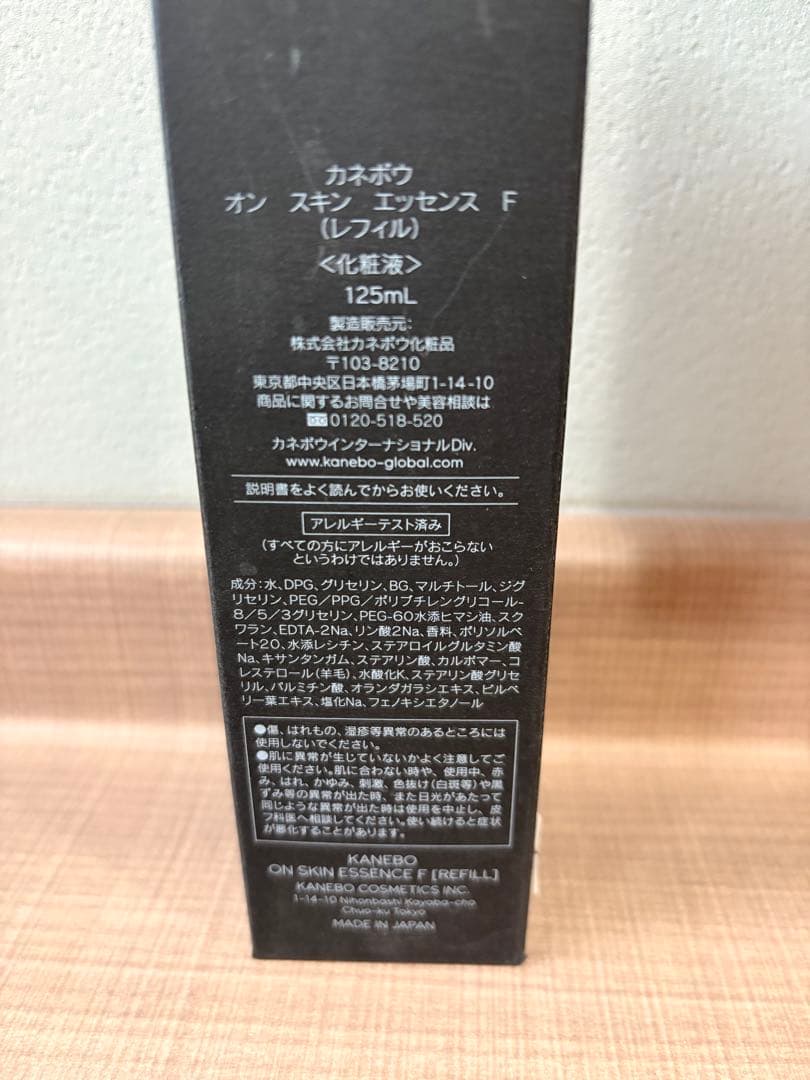 カネボウ
オン　スキン　エッセンス　F
（レフィル）
＜化粧液＞
125mL
製造販売元：
株式会社カネボウ化粧品
〒103-8210
東京都中央区日本橋茅場町1-14-10
商品に関するお問合せや美容相談は
0120-518-520
カネボウインターナショナルDiv.
www.kanebo-global.com
説明書をよく読んでからお使いください。
アレルギーテスト済み
（すべての方にアレルギーがおこらない
というわけではありません。）
成分：水、DPG、グリセリン、BG、マルチトール、ジグ
リセリン、PEG／PPG／ポリブチレングリコール-
8／5／3グリセリン、PEG-60水添ヒマシ油、スク
ワラン、EDTA-2Na、リン酸2Na、香料、ポリソルベ
ート20、水添レシチン、ステアロイルグルタミン酸
Na、キサンタンガム、ステアリン酸、カルボマー、コ
レステロール（羊毛）、水酸化K、ステアリン酸グリセ
リル、パルミチン酸、オランダガラシエキス、ビルベ
リー葉エキス、塩化Na、フェノキシエタノール
●傷、はれもの、湿疹等異常のあるところには
使用しないでください。
●肌に異常が生じていないかよく注意してご
使用ください。肌に合わない時や、使用中、赤
み、はれ、かゆみ、刺激、色抜け（白斑等）や黒
ずみ等の異常が出た時、また日光があたって
同じような異常が出た時は使用を中止し、皮
フ科医へ相談してください。使い続けると症状
が悪化することがあります。
KANEBO
ON SKIN ESSENCE F [REFILL]
KANEBO COSMETICS INC.
1-14-10 Nihonbashi Kayaba-cho
Chuo-ku Tokyo
MADE IN JAPAN